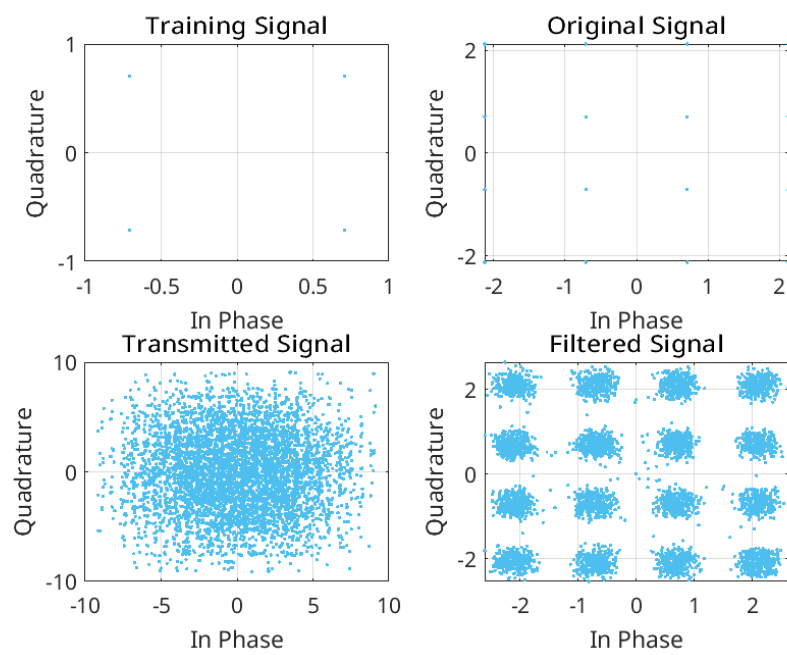 Training Signal
1
0
-1
Quadrature
-1
-0.5
0
0.5
1
In Phase
Original Signal
2
0
-2
Quadrature
-2
-1
0
1
2
In Phase
Transmitted Signal
10
0
-10
Quadrature
-10
-5
0
5
10
In Phase
Filtered Signal
2
0
-2
Quadrature
-2
-1
0
1
2
In Phase